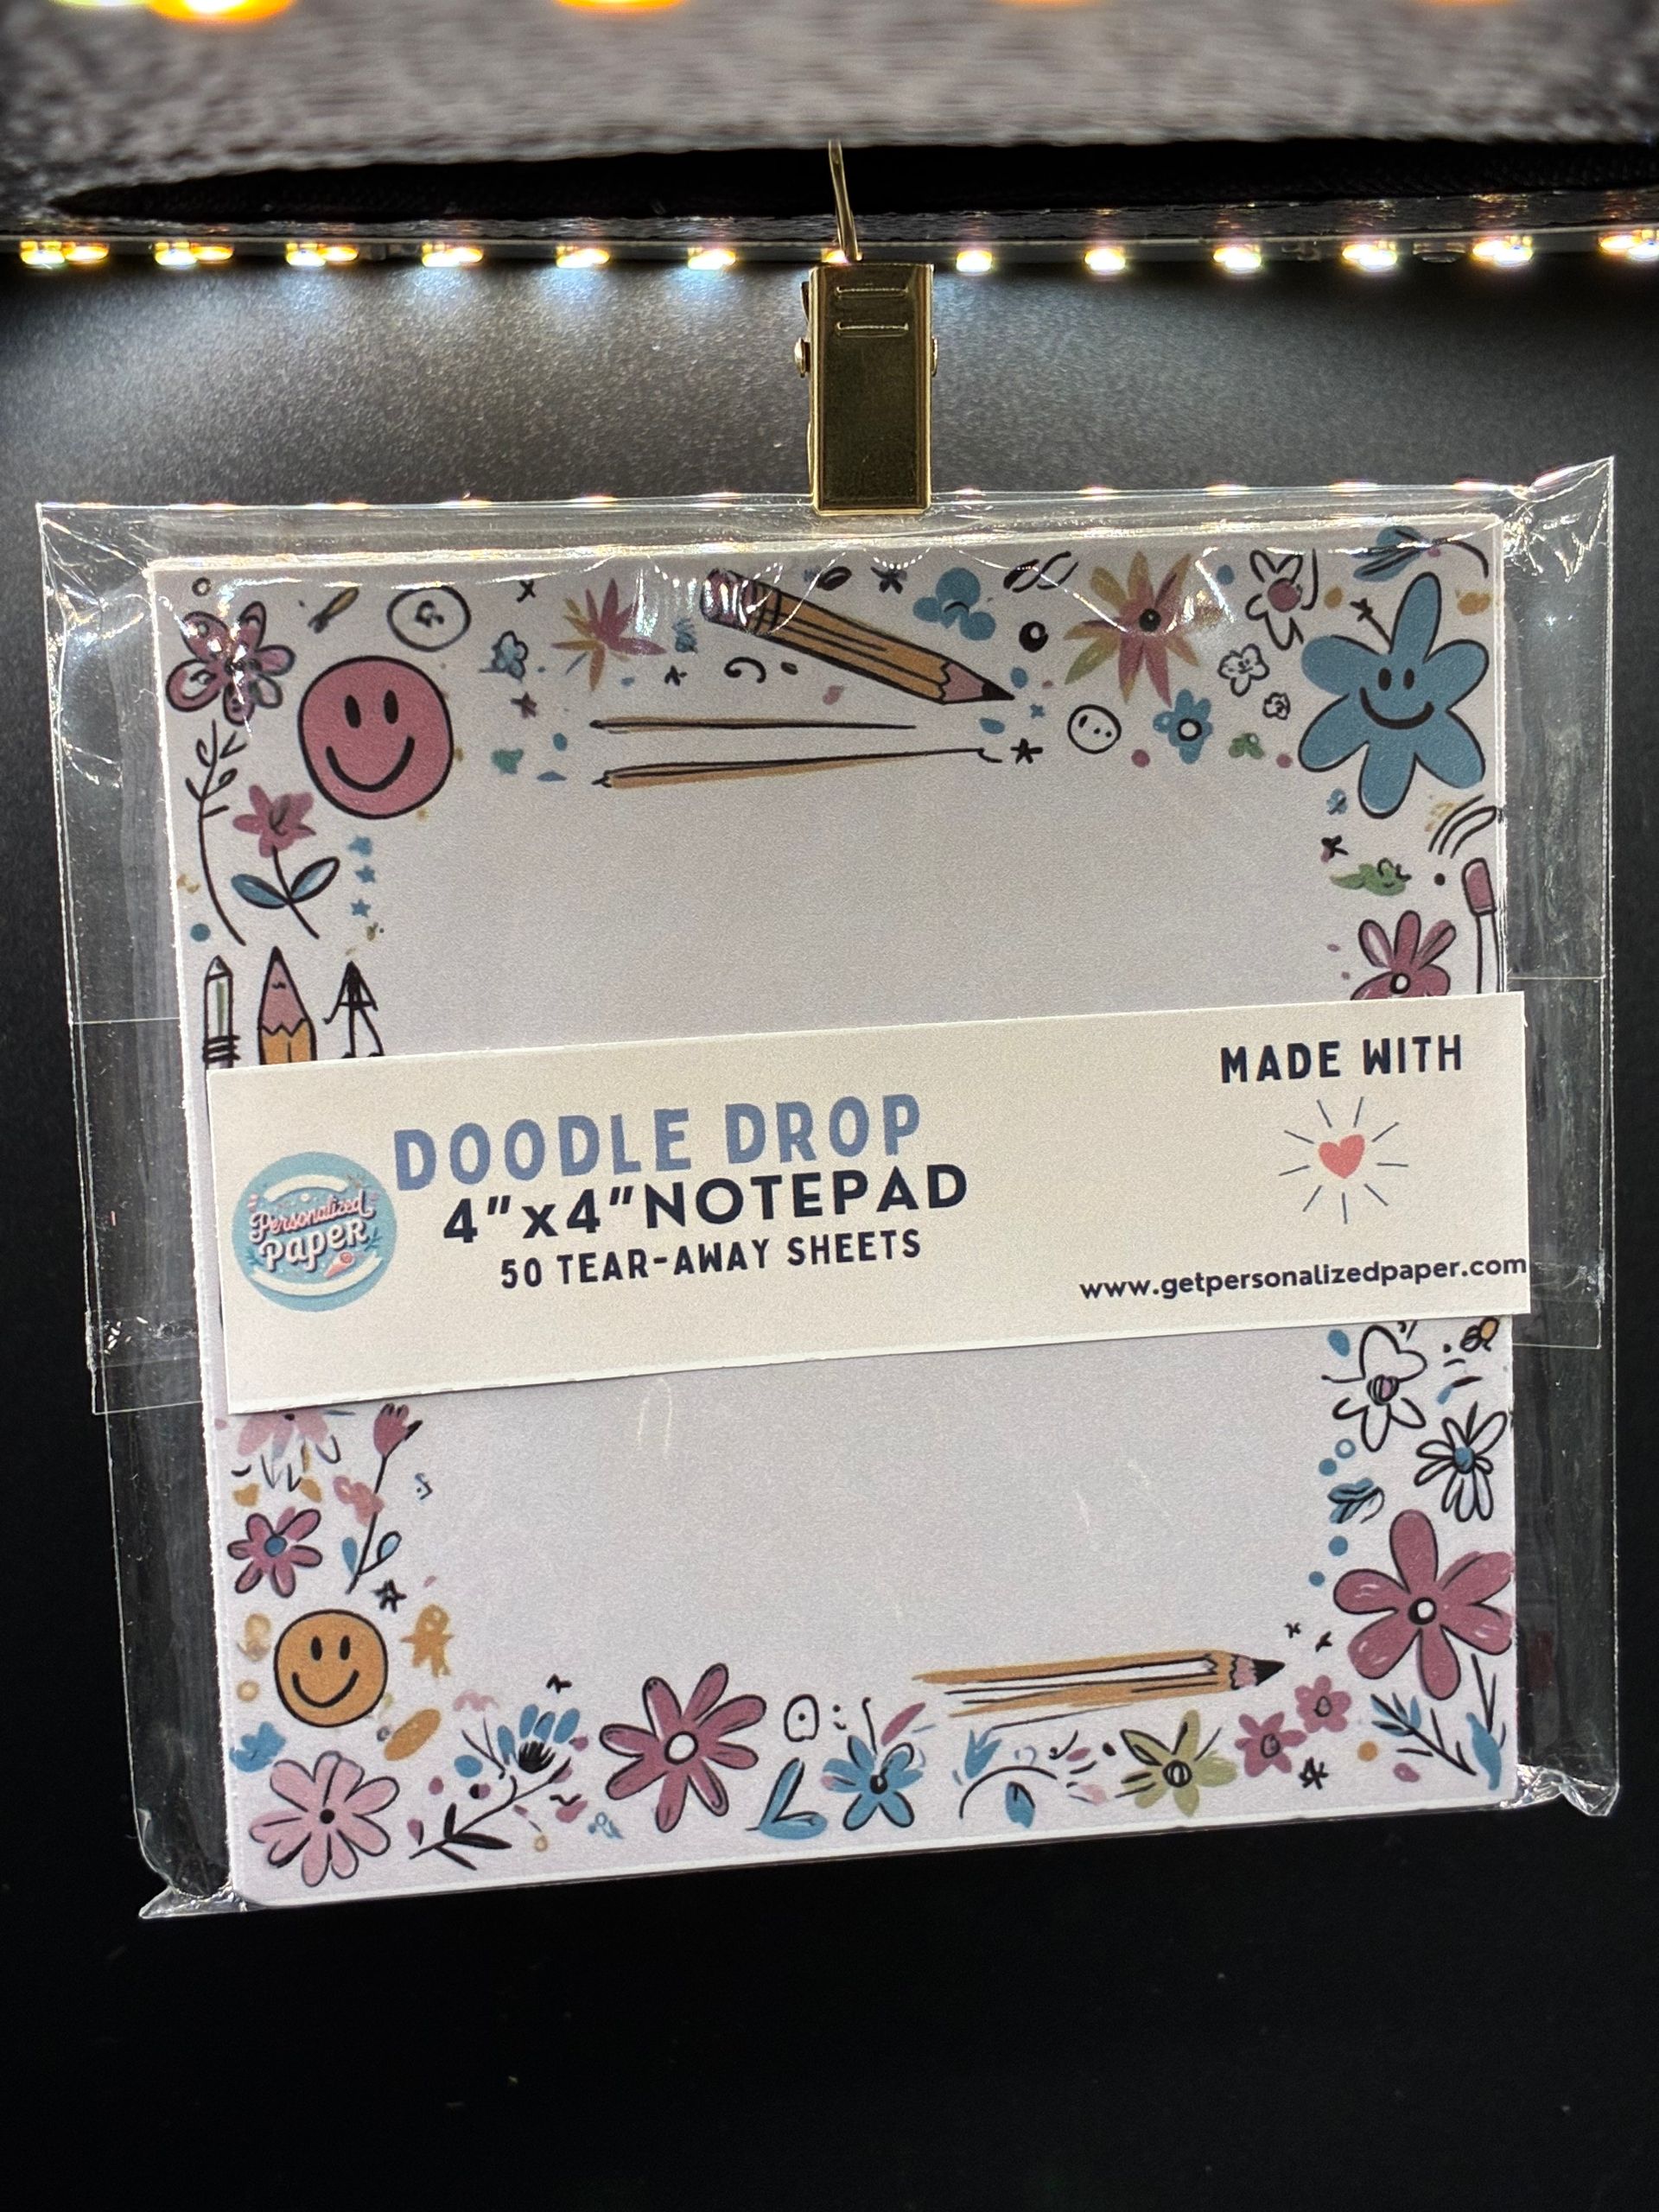 MADE WITH
DOODLE DROP
4"x4" NOTEPAD
50 TEAR-AWAY SHEETS
Personalized
PAPER
www.getpersonalizedpaper.com